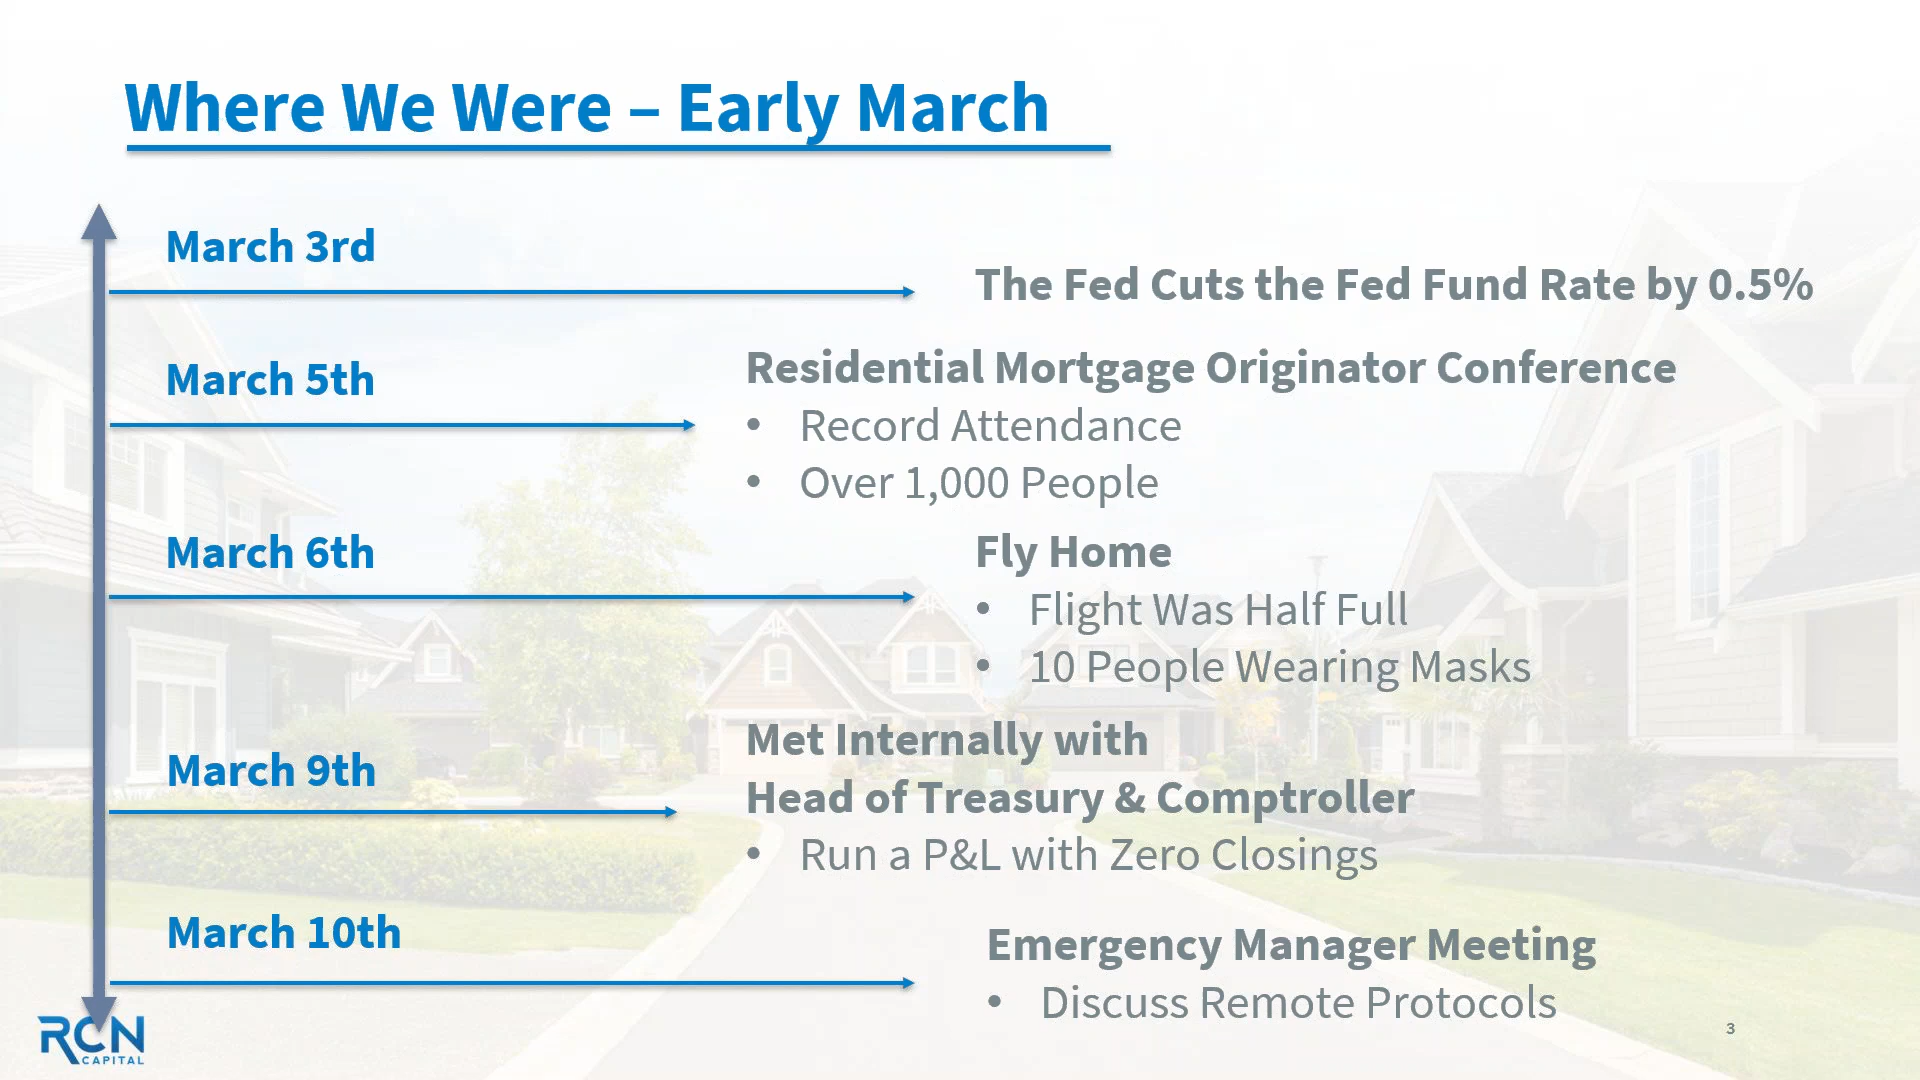 Where We Were – Early March
March 3rd
The Fed Cuts the Fed Fund Rate by 0.5%
March 5th
Residential Mortgage Originator Conference
• Record Attendance
• Over 1,000 People
March 6th
Fly Home
• Flight Was Half Full
• 10 People Wearing Masks
March 9th
Met Internally with
Head of Treasury & Comptroller
• Run a P&L with Zero Closings
March 10th
Emergency Manager Meeting
• Discuss Remote Protocols
RCN
CAPITAL
3